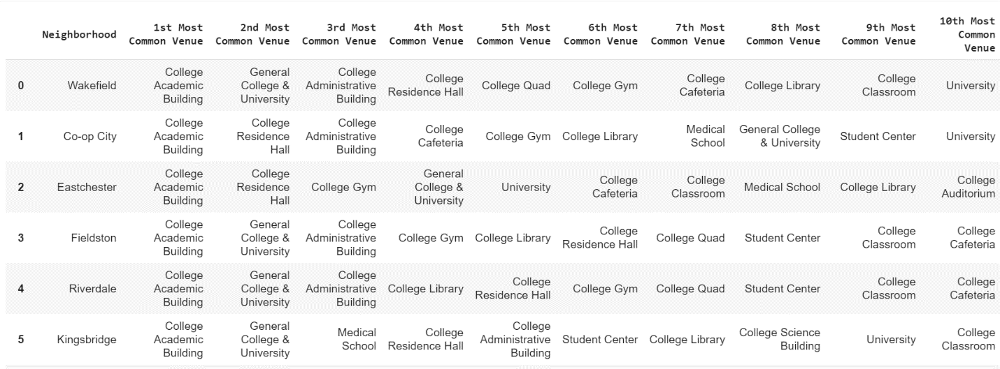 Neighborhood
1st Most
Common Venue
2nd Most
Common Venue
3rd Most
Common Venue
4th Most
Common Venue
5th Most
Common Venue
6th Most
Common Venue
7th Most
Common Venue
8th Most
Common Venue
9th Most
Common Venue
10th Most
Common
Venue
0
Wakefield
College
Academic
Building
General
College &
University
College
Administrative
Building
College
Residence Hall
College Quad
College Gym
College
Cafeteria
College Library
College
Classroom
University
1
Co-op City
College
Academic
Building
College
Residence
Hall
College
Administrative
Building
College
Cafeteria
College Gym
College Library
Medical
School
General College
& University
Student Center
University
2
Eastchester
College
Academic
Building
College
Residence
Hall
College Gym
General
College &
University
University
College
Cafeteria
College
Classroom
Medical School
College Library
College
Auditorium
3
Fieldston
College
Academic
Building
General
College &
University
College
Administrative
Building
College Gym
College Library
College
Residence Hall
College Quad
Student Center
College
Classroom
College
Cafeteria
4
Riverdale
College
Academic
Building
General
College &
University
College
Administrative
Building
College Library
College
Residence Hall
College Gym
College Quad
Student Center
College
Classroom
College
Cafeteria
5
Kingsbridge
College
Academic
Building
General
College &
University
Medical
School
College
Residence Hall
College
Administrative
Building
Student Center
College Library
College Science
Building
University
College
Classroom